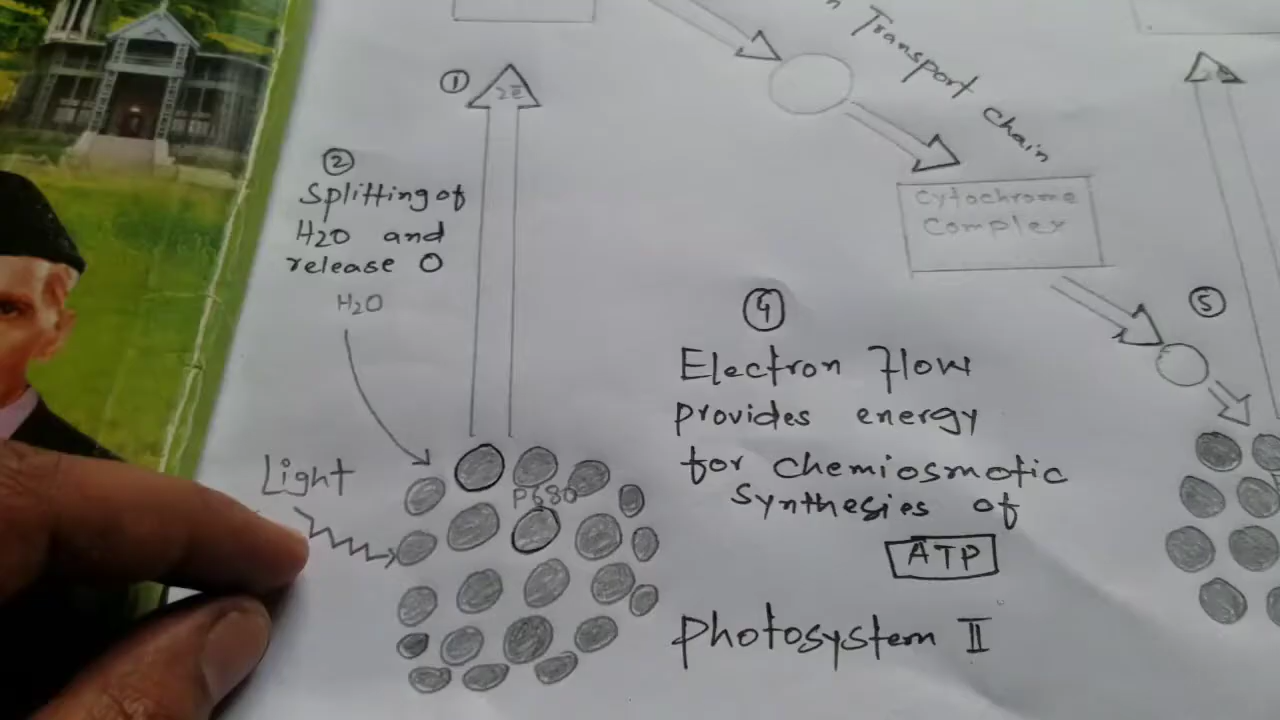 Transport chain
①
2e̅
②
Splitting of
H2O and
release O
H₂O
Cytochrome
Complex
④
Electron flow
provides energy
for chemiosmotic
synthesies of
ATP
⑤
Light
P680
Photosystem II